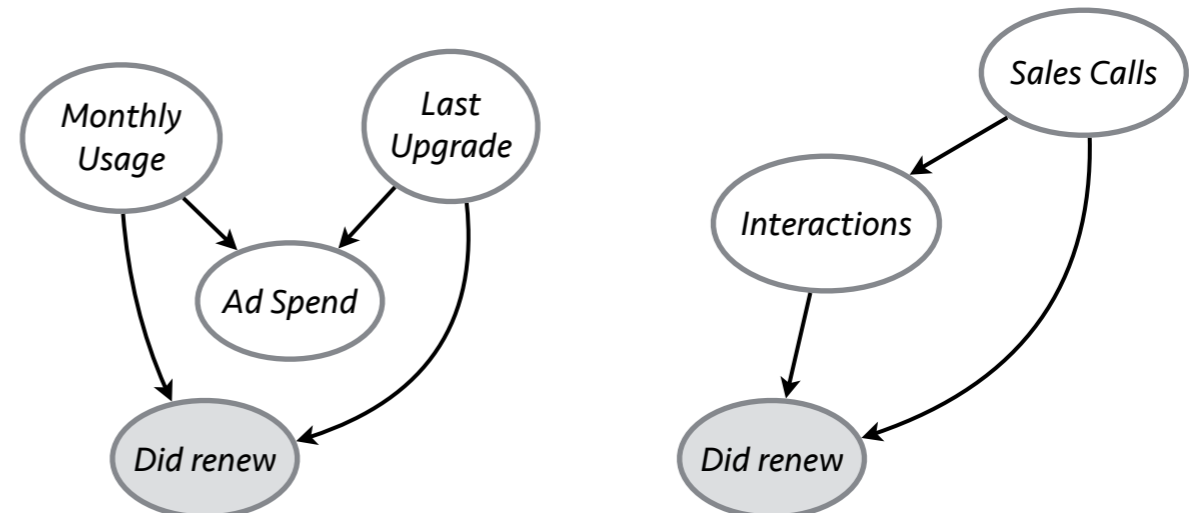 Monthly
Usage
Last
Upgrade
Ad Spend
Did renew
Sales Calls
Interactions
Did renew